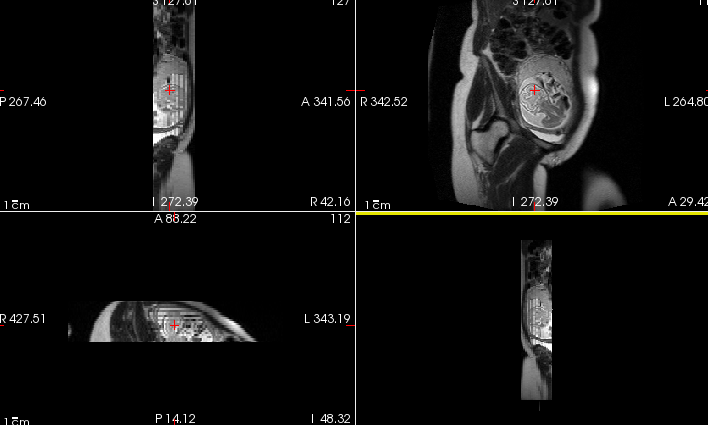 S 127.01
127
P 267.46
A 341.56
I 272.39
R 42.16
1 cm
S 127.01
R 342.52
L 264.80
I 272.39
A 29.42
1 cm
A 88.22
112
R 427.51
L 343.19
P 14.12
I 48.32
1 cm